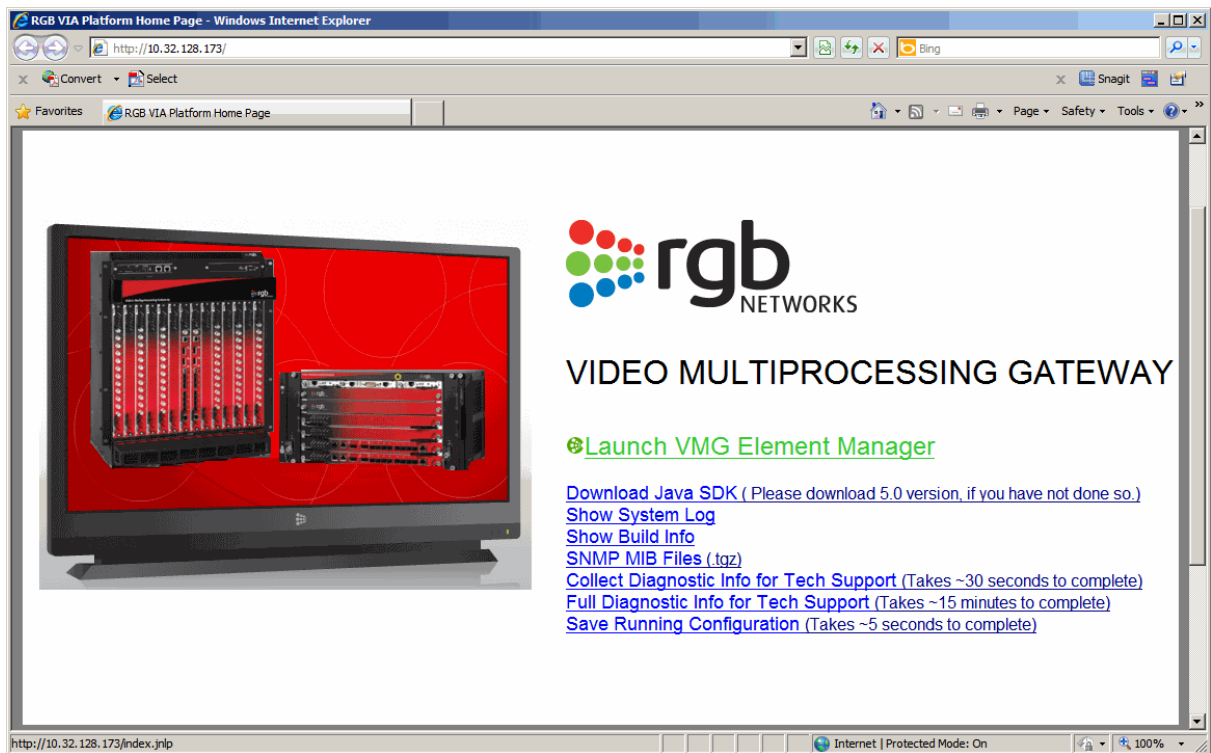 RGB VIA Platform Home Page - Windows Internet Explorer
http://10.32.128.173/
Bing
x Convert Select
x Snagit
Favorites RGB VIA Platform Home Page
Page Safety Tools
rgb
NETWORKS
VIDEO MULTIPROCESSING GATEWAY
Launch VMG Element Manager
Download Java SDK ( Please download 5.0 version, if you have not done so.)
Show System Log
Show Build Info
SNMP MIB Files (.tgz)
Collect Diagnostic Info for Tech Support (Takes ~30 seconds to complete)
Full Diagnostic Info for Tech Support (Takes ~15 minutes to complete)
Save Running Configuration (Takes ~5 seconds to complete)
http://10.32.128.173/index.jnlp
Internet | Protected Mode: On
100%